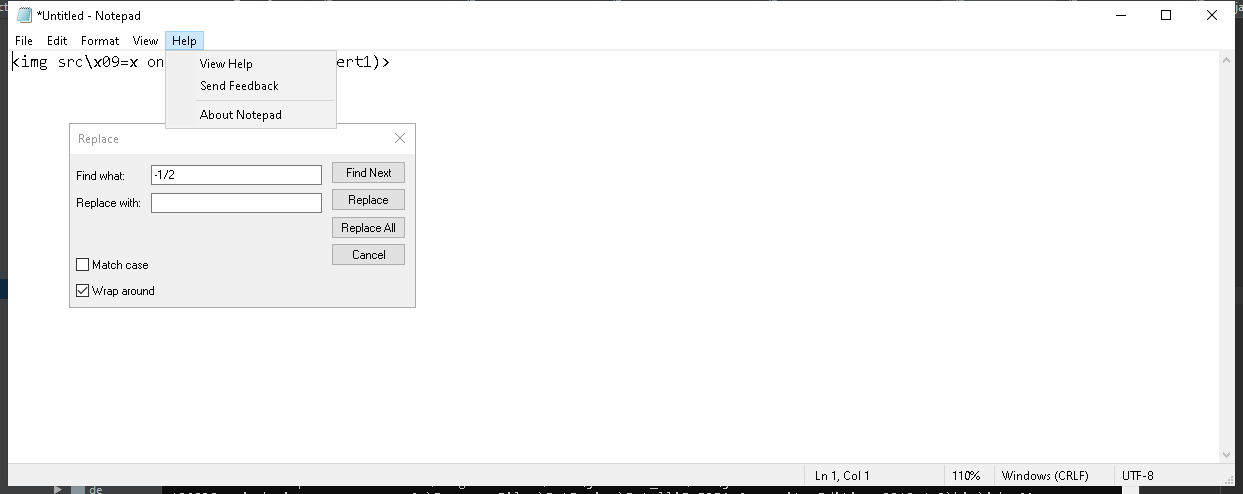 *Untitled - Notepad
File Edit Format View Help
<img src\x09=x on ert1)>
View Help
Send Feedback
About Notepad
Replace
Find what: -1/2 Find Next
Replace with: Replace
Replace All
Cancel
Match case
Wrap around
Ln 1, Col 1 110% Windows (CRLF) UTF-8
de